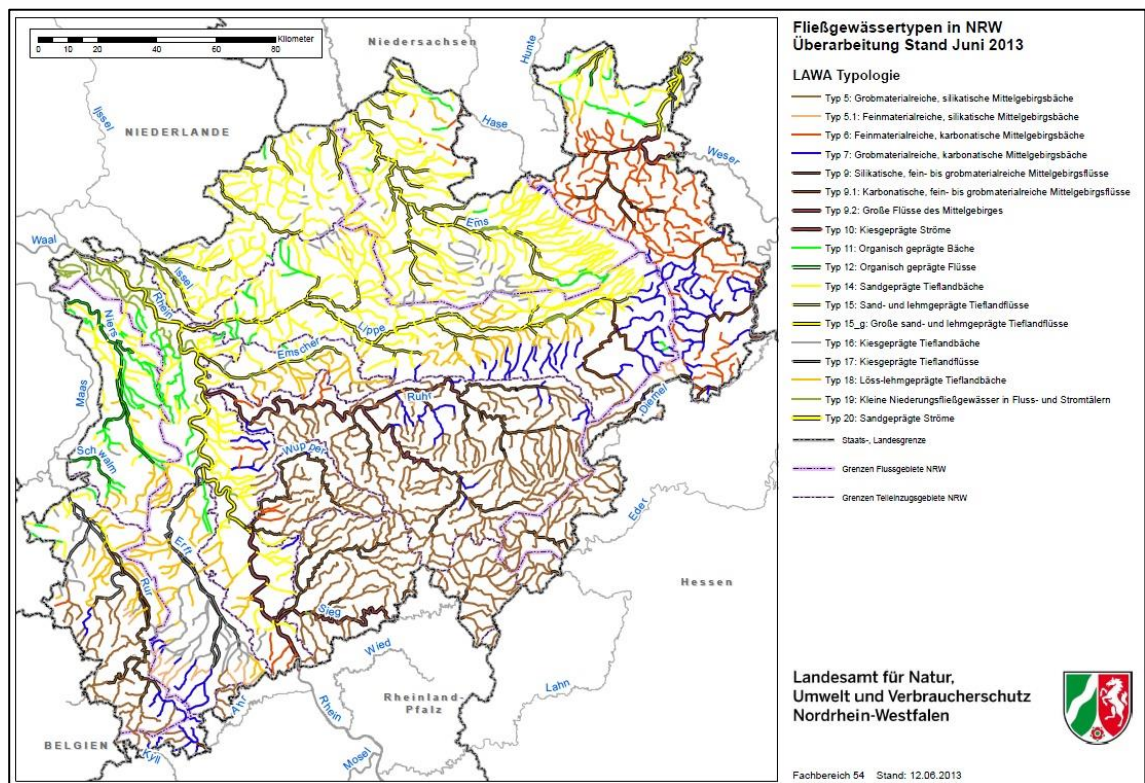 Fließgewässertypen in NRW
Überarbeitung Stand Juni 2013
LAWA Typologie
Typ 5: Grobmaterialreiche, silikatische Mittelgebirgsbäche
Typ 5.1: Feinmaterialreiche, silikatische Mittelgebirgsbäche
Typ 6: Feinmaterialreiche, karbonatische Mittelgebirgsbäche
Typ 7: Grobmaterialreiche, karbonatische Mittelgebirgsbäche
Typ 9: Silikatische, fein- bis grobmaterialreiche Mittelgebirgsflüsse
Typ 9.1: Karbonatische, fein- bis grobmaterialreiche Mittelgebirgsflüsse
Typ 9.2: Große Flüsse des Mittelgebirges
Typ 10: Kiesgeprägte Ströme
Typ 11: Organisch geprägte Bäche
Typ 12: Organisch geprägte Flüsse
Typ 14: Sandgeprägte Tieflandbäche
Typ 15: Sand- und lehmgeprägte Tieflandflüsse
Typ 15_g: Große sand- und lehmgeprägte Tieflandflüsse
Typ 16: Kiesgeprägte Tieflandbäche
Typ 17: Kiesgeprägte Tieflandflüsse
Typ 18: Löss-lehmgeprägte Tieflandbäche
Typ 19: Kleine Niederungsfließgewässer in Fluss- und Stromtälern
Typ 20: Sandgeprägte Ströme
Staats-, Landesgrenze
Grenzen Flussgebiete NRW
Grenzen Teileinzugsgebiete NRW
Landesamt für Natur,
Umwelt und Verbraucherschutz
Nordrhein-Westfalen
Fachbereich 54 Stand: 12.06.2013
Kilometer
0 10 20 40 60 80
Niedersachsen
Hunte
Ijssel
NIEDERLANDE
Hase
Weser
Ems
Waal
Issel
Rhein
Niers
Lippe
Emscher
Maas
Ruhr
Diemel
Schwalm
Wupper
Eder
Erft
Rur
Hessen
Sieg
Wied
Lahn
Ahr
Rhein
Rheinland-
Pfalz
BELGIEN
Kyll
Mosel